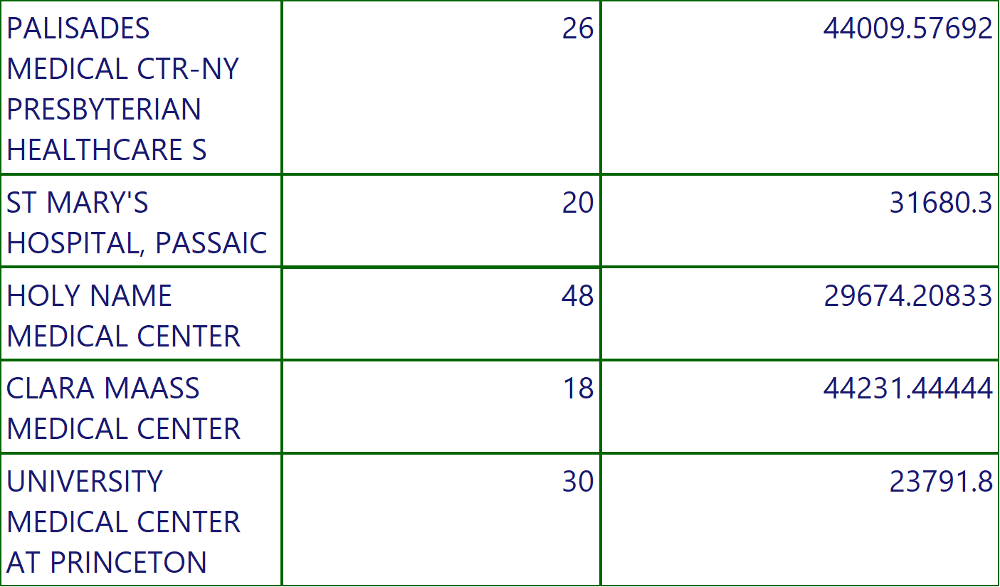 PALISADES 26 44009.57692
MEDICAL CTR-NY
PRESBYTERIAN
HEALTHCARE S
ST MARY'S 20 31680.3
HOSPITAL, PASSAIC
HOLY NAME 48 29674.20833
MEDICAL CENTER
CLARA MAASS 18 44231.44444
MEDICAL CENTER
UNIVERSITY 30 23791.8
MEDICAL CENTER
AT PRINCETON